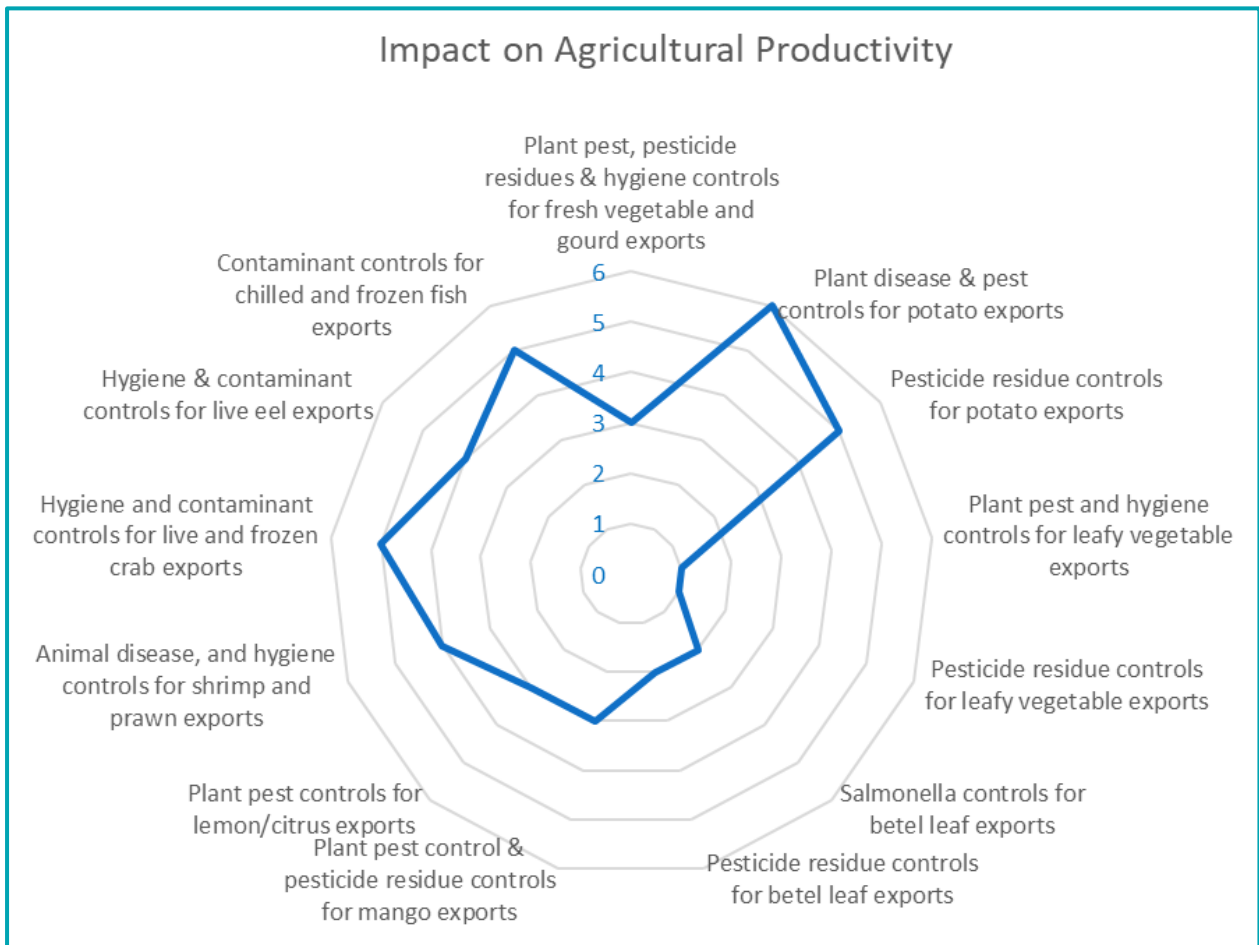 Impact on Agricultural Productivity
Plant pest, pesticide
residues & hygiene controls
for fresh vegetable and
gourd exports
Plant disease & pest
controls for potato exports
Pesticide residue controls
for potato exports
Plant pest and hygiene
controls for leafy vegetable
exports
Pesticide residue controls
for leafy vegetable exports
Salmonella controls for
betel leaf exports
Pesticide residue controls
for betel leaf exports
Plant pest control &
pesticide residue controls
for mango exports
Plant pest controls for
lemon/citrus exports
Animal disease, and hygiene
controls for shrimp and
prawn exports
Hygiene and contaminant
controls for live and frozen
crab exports
Hygiene & contaminant
controls for live eel exports
Contaminant controls for
chilled and frozen fish
exports
6
5
4
3
2
1
0